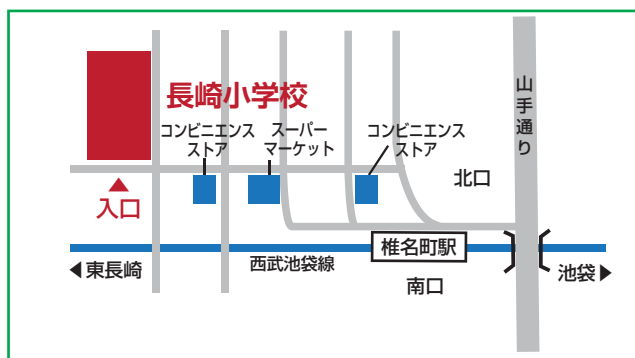 長崎小学校
コンビニエンス
ストア
スーパー
マーケット
コンビニエンス
ストア
山手通り
北口
入口
椎名町駅
◀東長崎
西武池袋線
南口
池袋▶